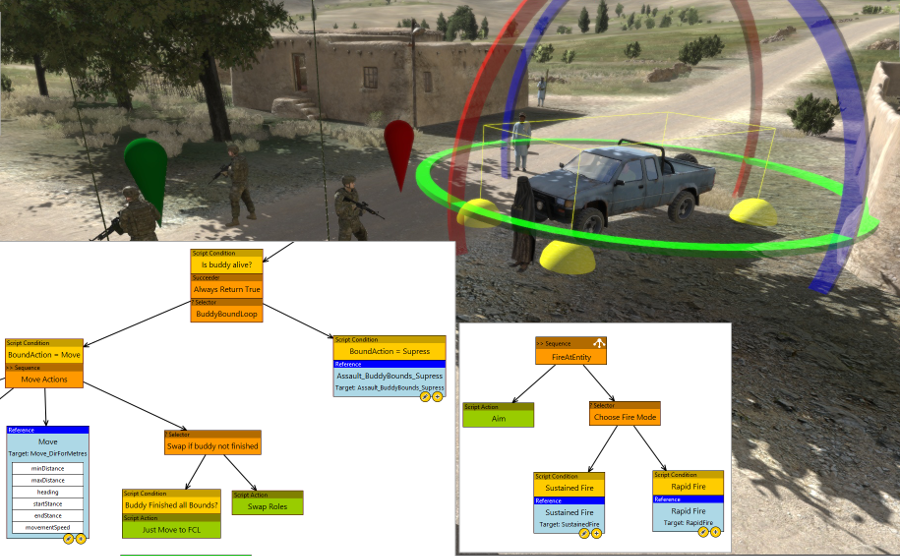 Script Condition
Is buddy alive?
Succeeder
Always Return True
? Selector
BuddyBoundLoop
Script Condition
BoundAction = Move
>> Sequence
Move Actions
Script Condition
BoundAction = Supress
Reference
Assault_BuddyBounds_Supress
Target: Assault_BuddyBounds_Supress
Reference
Move
Target: Move_DirForMetres
minDistance
maxDistance
heading
startStance
endStance
movementSpeed
? Selector
Swap if buddy not finished
Script Condition
Buddy Finished all Bounds?
Script Action
Just Move to FCL
Script Action
Swap Roles
>> Sequence
FireAtEntity
Script Action
Aim
? Selector
Choose Fire Mode
Script Condition
Sustained Fire
Reference
Sustained Fire
Target: SustainedFire
Script Condition
Rapid Fire
Reference
Rapid Fire
Target: RapidFire